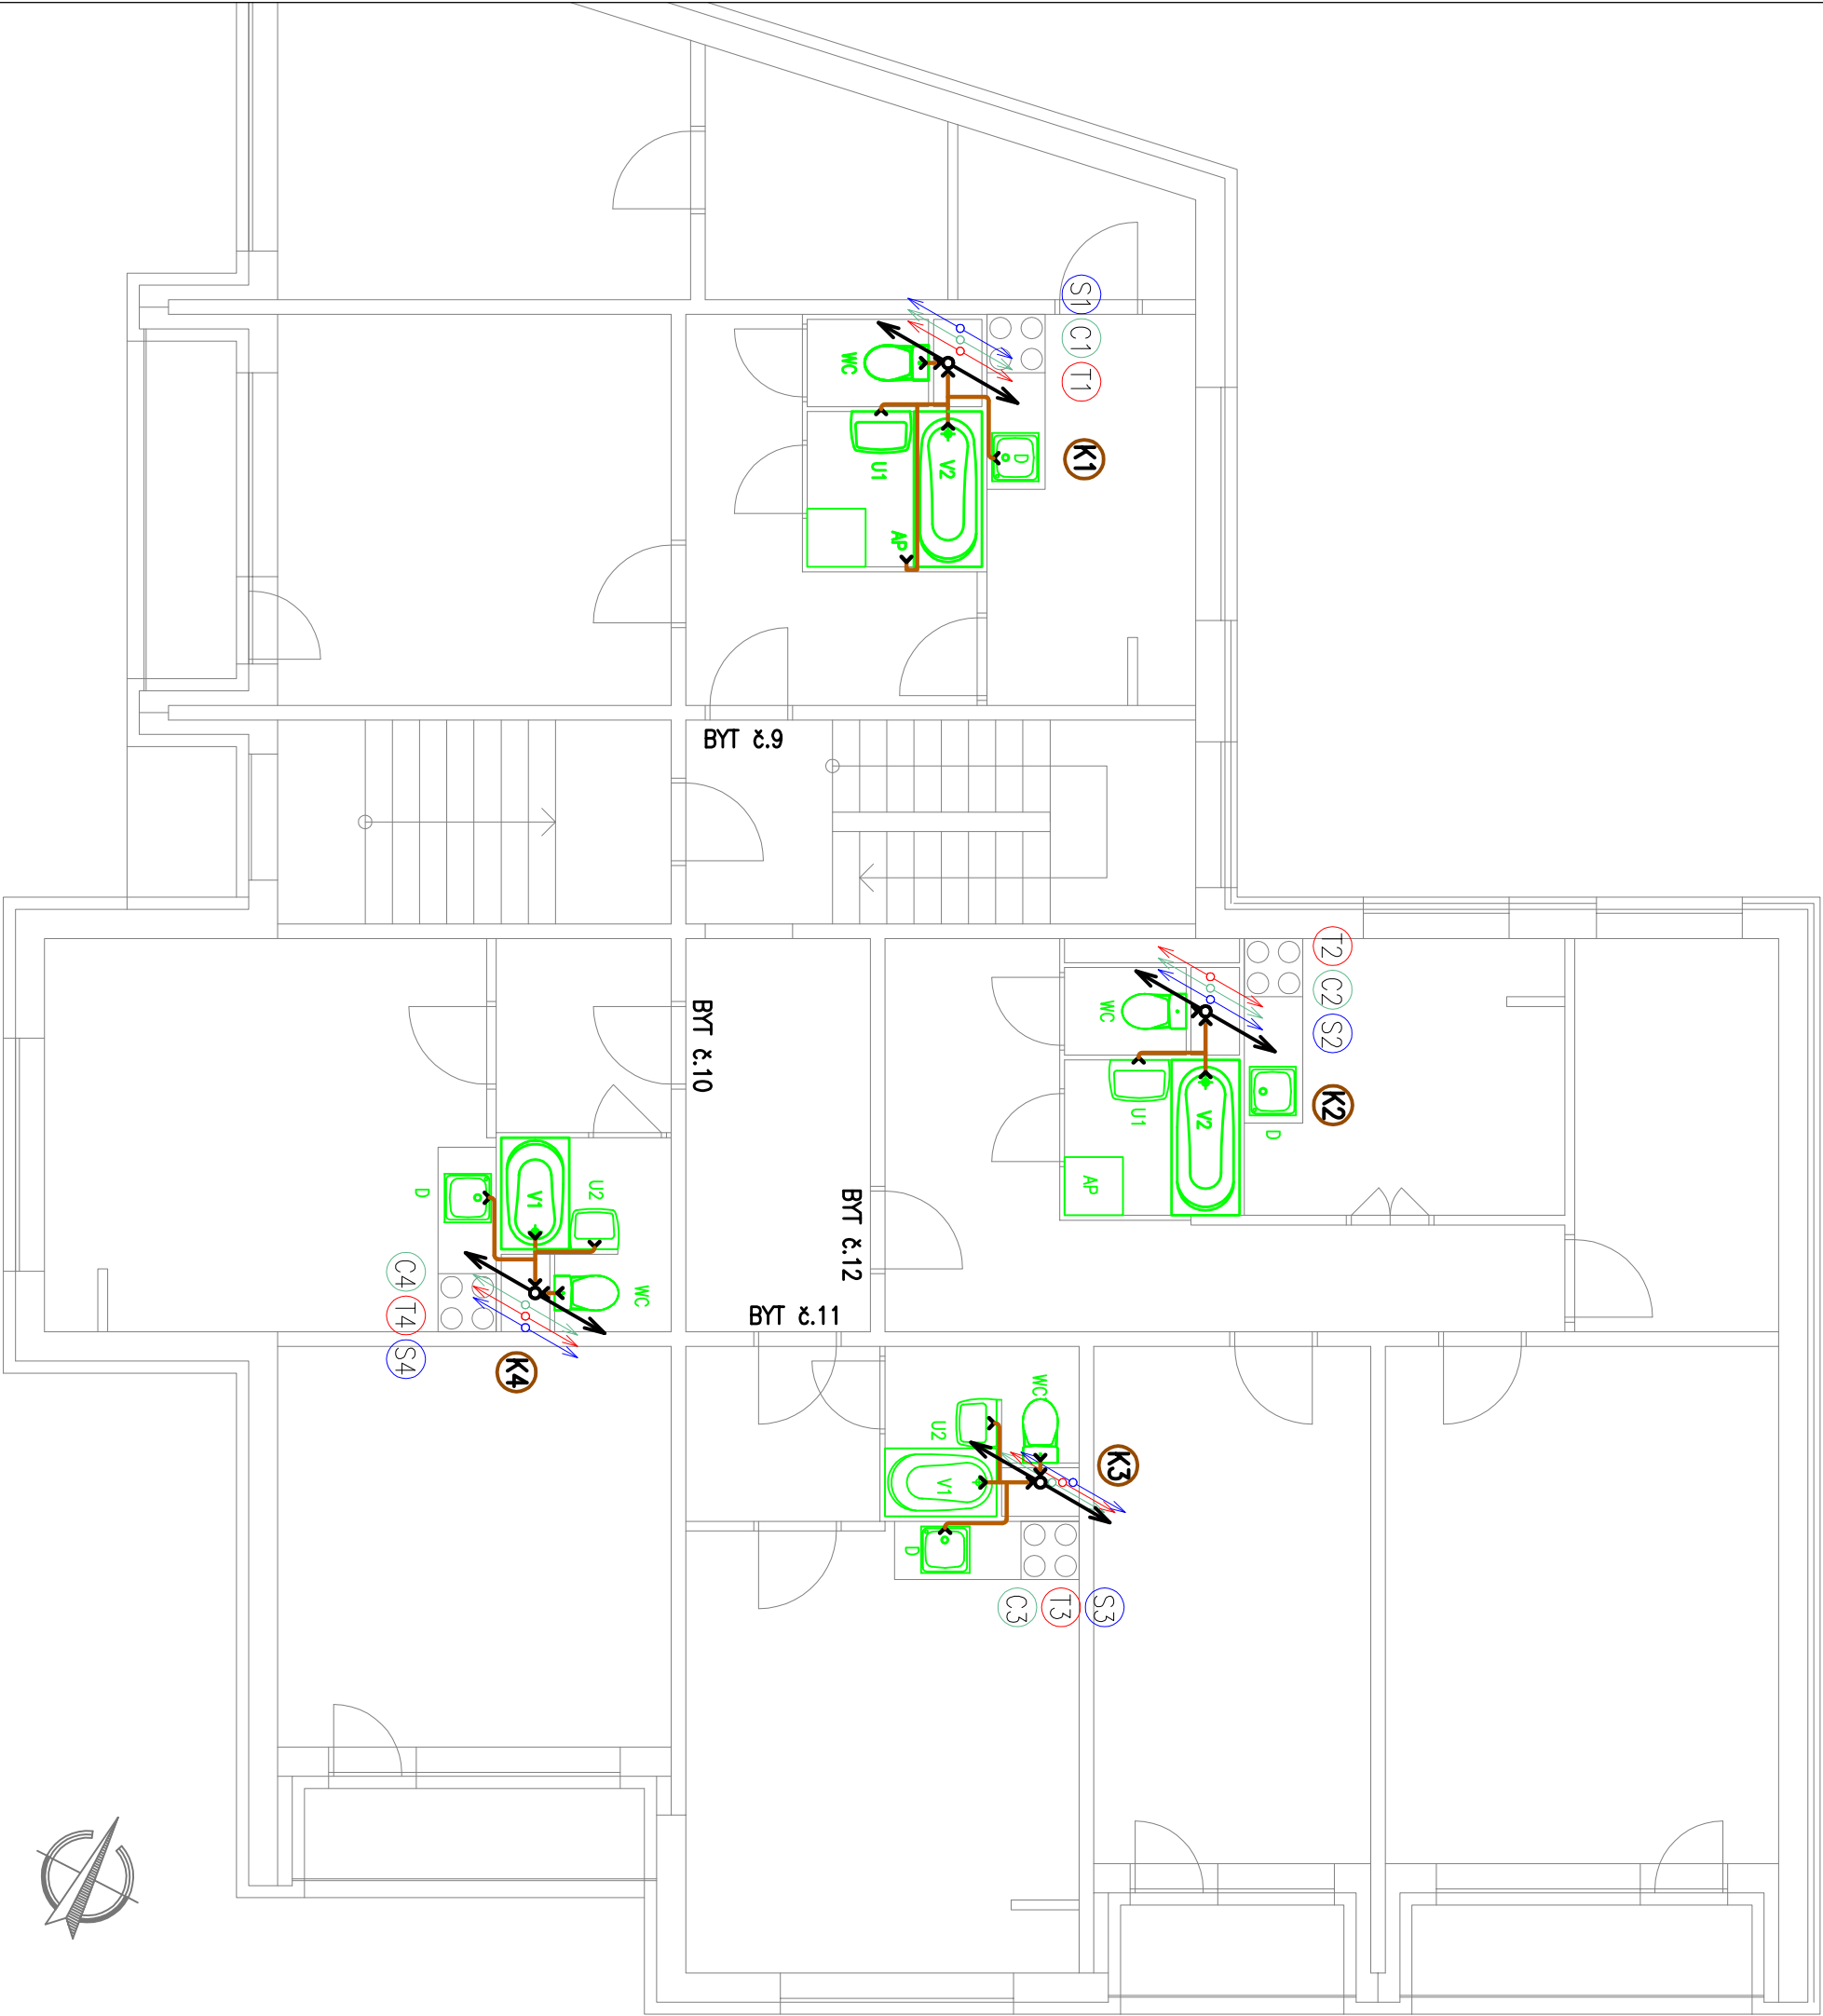 S1
C1
T1
K1
WC
U1
V2
D
AP
BYT č.9
T2
C2
S2
K2
WC
U1
V2
D
AP
BYT č.10
BYT č.12
BYT č.11
D
V1
U2
WC
C4
T4
S4
K4
WC
U2
V1
D
K3
C3
T3
S3